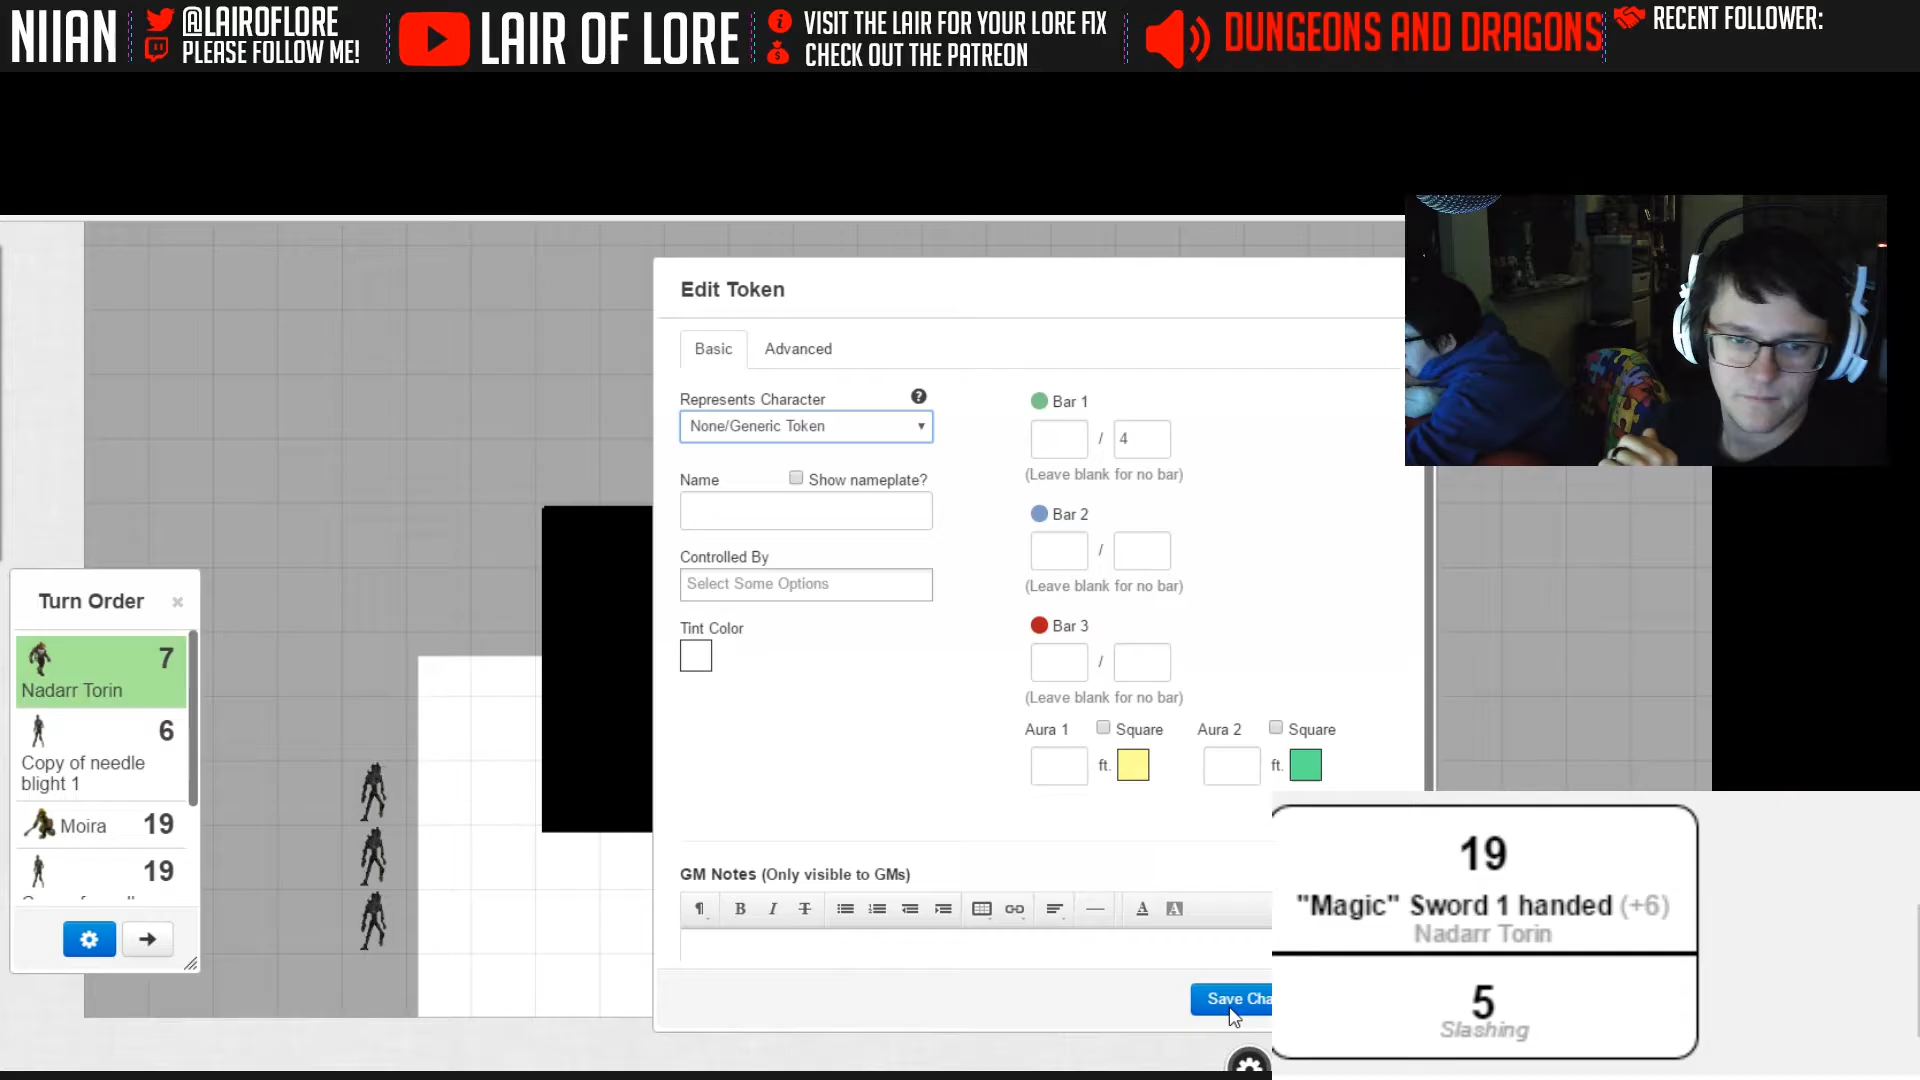 NIIAN
@LAIROFLORE
PLEASE FOLLOW ME!
LAIR OF LORE
VISIT THE LAIR FOR YOUR LORE FIX
CHECK OUT THE PATREON
DUNGEONS AND DRAGONS
RECENT FOLLOWER:
Edit Token
Basic Advanced
Represents Character
None/Generic Token
Name Show nameplate?
Controlled By
Select Some Options
Tint Color
Bar 1
/ 4
(Leave blank for no bar)
Bar 2
/
(Leave blank for no bar)
Bar 3
/
(Leave blank for no bar)
Aura 1 Square Aura 2 Square
ft. ft.
GM Notes (Only visible to GMs)
B I T A A
Save Cha
Turn Order ×
7
Nadarr Torin
6
Copy of needle
blight 1
Moira 19
19
19
"Magic" Sword 1 handed (+6)
Nadarr Torin
5
Slashing